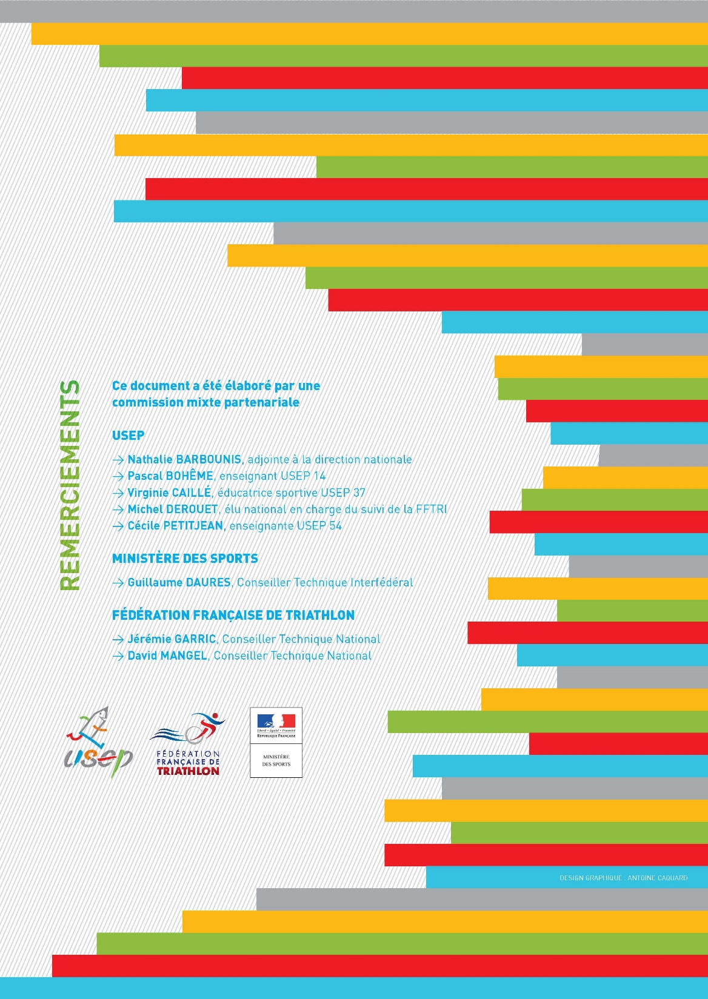 REMERCIEMENTS
Ce document a été élaboré par une
commission mixte partenariale
USEP
→ Nathalie BARBOUNIS, adjointe à la direction nationale
→ Pascal BOHÊME, enseignant USEP 14
→ Virginie CAILLÉ, éducatrice sportive USEP 37
→ Michel DEROUET, élu national en charge du suivi de la FFTRI
→ Cécile PETITJEAN, enseignante USEP 54
MINISTÈRE DES SPORTS
→ Guillaume DAURES, Conseiller Technique Interfédéral
FÉDÉRATION FRANÇAISE DE TRIATHLON
→ Jérémie GARRIC, Conseiller Technique National
→ David MANGEL, Conseiller Technique National
usep
FÉDÉRATION
FRANÇAISE DE
TRIATHLON
Liberté • Égalité • Fraternité
RÉPUBLIQUE FRANÇAISE
MINISTÈRE
DES SPORTS
DESIGN GRAPHIQUE . ANTOINE CAQUARD